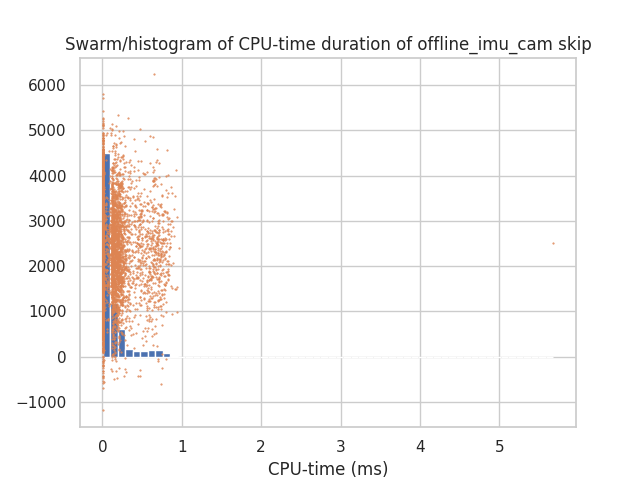 Swarm/histogram of CPU-time duration of offline_imu_cam skip
6000
5000
4000
3000
2000
1000
0
−1000
0 1 2 3 4 5
CPU-time (ms)